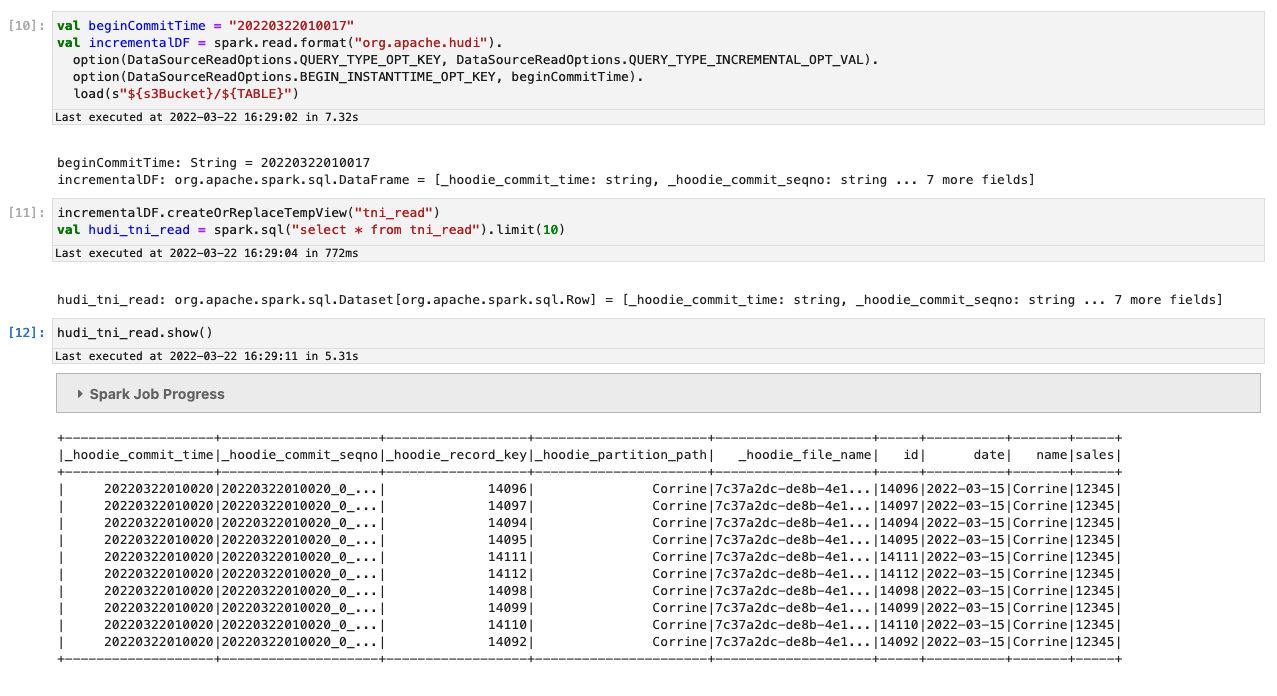 [10]: val beginCommitTime = "20220322010017"
val incrementalDF = spark.read.format("org.apache.hudi").
  option(DataSourceReadOptions.QUERY_TYPE_OPT_KEY, DataSourceReadOptions.QUERY_TYPE_INCREMENTAL_OPT_VAL).
  option(DataSourceReadOptions.BEGIN_INSTANTTIME_OPT_KEY, beginCommitTime).
  load(s"${s3Bucket}/${TABLE}")
Last executed at 2022-03-22 16:29:02 in 7.32s
beginCommitTime: String = 20220322010017
incrementalDF: org.apache.spark.sql.DataFrame = [_hoodie_commit_time: string, _hoodie_commit_seqno: string ... 7 more fields]
[11]: incrementalDF.createOrReplaceTempView("tni_read")
val hudi_tni_read = spark.sql("select * from tni_read").limit(10)
Last executed at 2022-03-22 16:29:04 in 772ms
hudi_tni_read: org.apache.spark.sql.Dataset[org.apache.spark.sql.Row] = [_hoodie_commit_time: string, _hoodie_commit_seqno: string ... 7 more fields]
[12]: hudi_tni_read.show()
Last executed at 2022-03-22 16:29:11 in 5.31s
Spark Job Progress
+-------------------+--------------------+------------------+----------------------+--------------------+-----+----------+-------+-----+
|_hoodie_commit_time|_hoodie_commit_seqno|_hoodie_record_key|_hoodie_partition_path|   _hoodie_file_name|   id|      date|   name|sales|
+-------------------+--------------------+------------------+----------------------+--------------------+-----+----------+-------+-----+
|     20220322010020|20220322010020_0_...|             14096|               Corrine|7c37a2dc-de8b-4e1...|14096|2022-03-15|Corrine|12345|
|     20220322010020|20220322010020_0_...|             14097|               Corrine|7c37a2dc-de8b-4e1...|14097|2022-03-15|Corrine|12345|
|     20220322010020|20220322010020_0_...|             14094|               Corrine|7c37a2dc-de8b-4e1...|14094|2022-03-15|Corrine|12345|
|     20220322010020|20220322010020_0_...|             14095|               Corrine|7c37a2dc-de8b-4e1...|14095|2022-03-15|Corrine|12345|
|     20220322010020|20220322010020_0_...|             14111|               Corrine|7c37a2dc-de8b-4e1...|14111|2022-03-15|Corrine|12345|
|     20220322010020|20220322010020_0_...|             14112|               Corrine|7c37a2dc-de8b-4e1...|14112|2022-03-15|Corrine|12345|
|     20220322010020|20220322010020_0_...|             14098|               Corrine|7c37a2dc-de8b-4e1...|14098|2022-03-15|Corrine|12345|
|     20220322010020|20220322010020_0_...|             14099|               Corrine|7c37a2dc-de8b-4e1...|14099|2022-03-15|Corrine|12345|
|     20220322010020|20220322010020_0_...|             14110|               Corrine|7c37a2dc-de8b-4e1...|14110|2022-03-15|Corrine|12345|
|     20220322010020|20220322010020_0_...|             14092|               Corrine|7c37a2dc-de8b-4e1...|14092|2022-03-15|Corrine|12345|
+-------------------+--------------------+------------------+----------------------+--------------------+-----+----------+-------+-----+